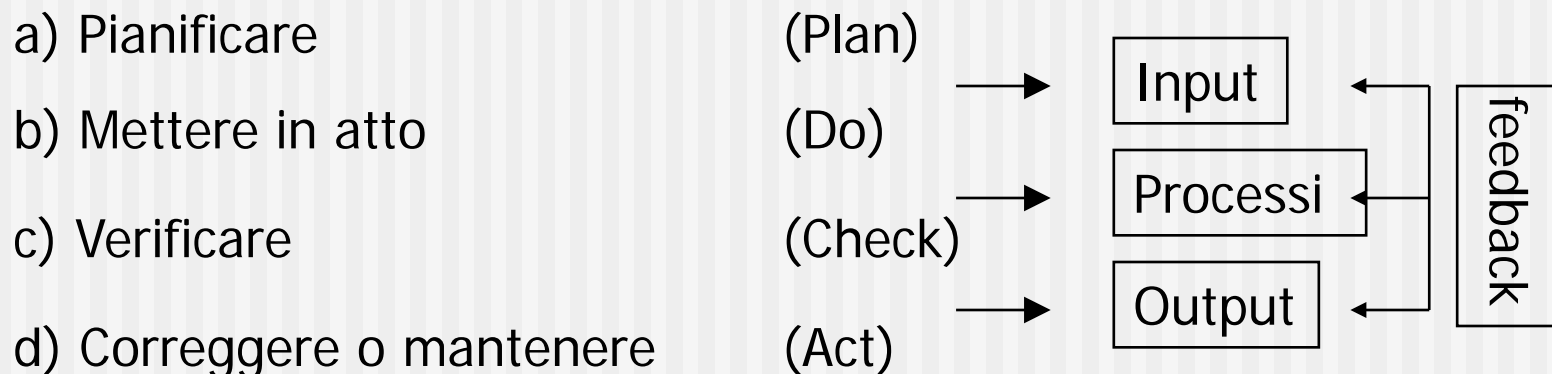 a) Pianificare (Plan)
Input
b) Mettere in atto (Do)
Processi
c) Verificare (Check)
Output
d) Correggere o mantenere (Act)
feedback